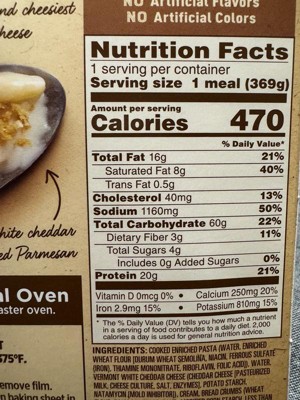 NO Artificial Flavors
nd cheesiest
NO Artificial Colors
heese
Nutrition Facts
1 serving per container
Serving size 1 meal (369g)
Amount per serving
Calories 470
% Daily Value*
Total Fat 16g 21%
Saturated Fat 8g 40%
Trans Fat 0.5g
Cholesterol 40mg 13%
Sodium 1160mg 50%
Total Carbohydrate 60g 22%
Dietary Fiber 3g 11%
Total Sugars 4g
Includes 0g Added Sugars 0%
Protein 20g 21%
Vitamin D 0mcg 0% • Calcium 250mg 20%
Iron 2.9mg 15% • Potassium 810mg 15%
* The % Daily Value (DV) tells you how much a nutrient
in a serving of food contributes to a daily diet. 2,000
calories a day is used for general nutrition advice.
hite cheddar
ed Parmesan
al Oven
aster oven.
T
375°F.
emove film.
n baking sheet in
INGREDIENTS: COOKED ENRICHED PASTA (WATER, ENRICHED
WHEAT FLOUR [DURUM WHEAT SEMOLINA, NIACIN, FERROUS SULFATE
(IRON), THIAMINE MONONITRATE, RIBOFLAVIN, FOLIC ACID]), WATER,
VERMONT WHITE CHEDDAR CHEESE (CHEDDAR CHEESE [PASTEURIZED
MILK, CHEESE CULTURE, SALT, ENZYMES], POTATO STARCH,
NATAMYCIN (MOLD INHIBITOR)), CREAM, BREAD CRUMBS (WHEAT